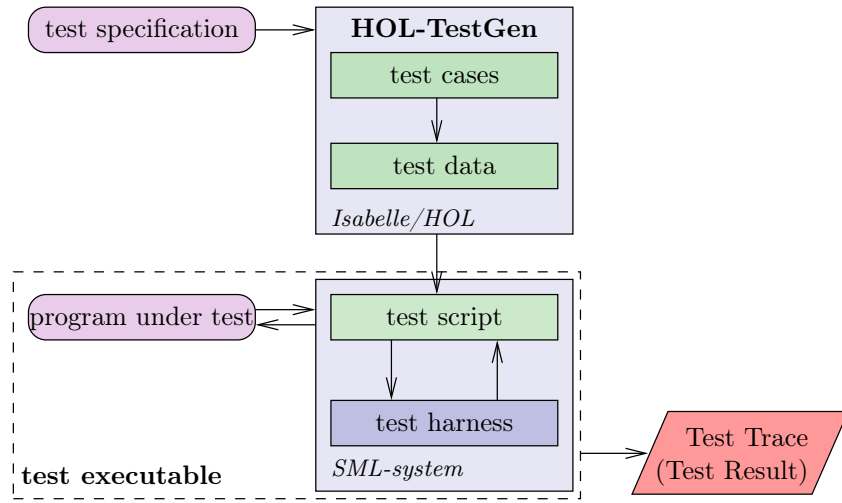 test specification
HOL-TestGen
test cases
test data
Isabelle/HOL
program under test
test script
test harness
test executable
SML-system
Test Trace
(Test Result)